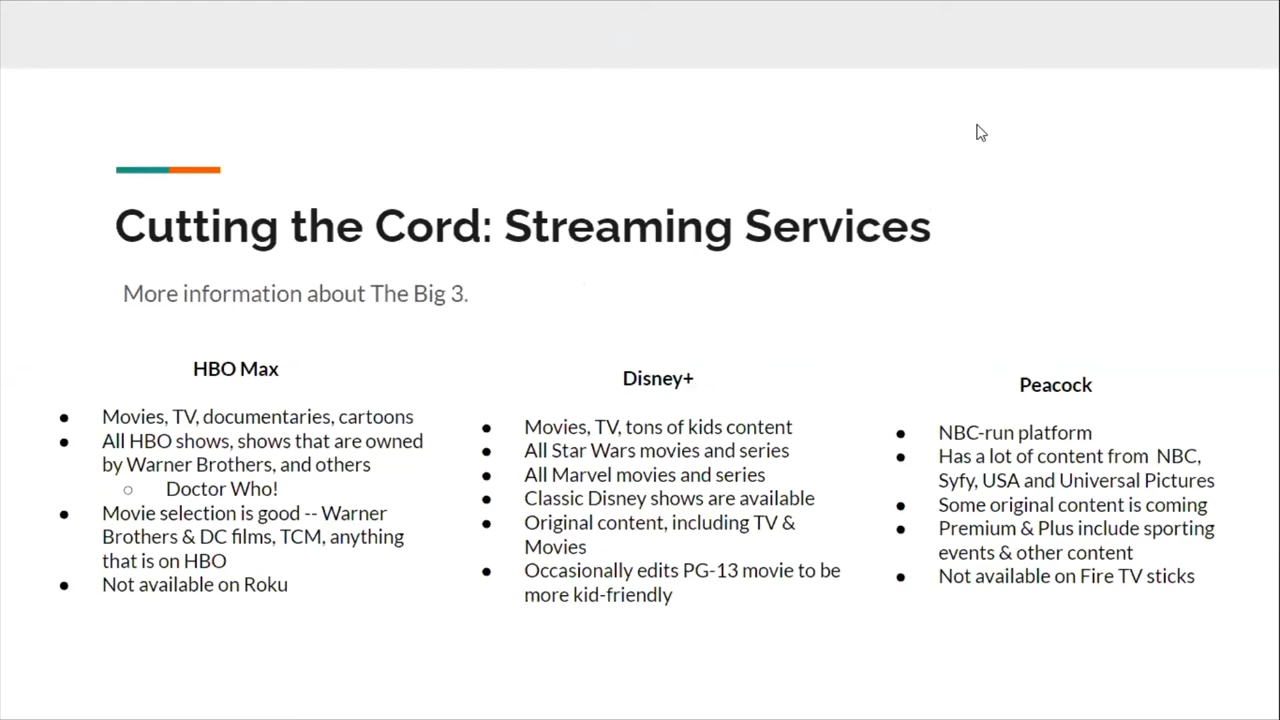 Cutting the Cord: Streaming Services
More information about The Big 3.
HBO Max
● Movies, TV, documentaries, cartoons
● All HBO shows, shows that are owned
by Warner Brothers, and others
○ Doctor Who!
● Movie selection is good -- Warner
Brothers & DC films, TCM, anything
that is on HBO
● Not available on Roku
Disney+
● Movies, TV, tons of kids content
● All Star Wars movies and series
● All Marvel movies and series
● Classic Disney shows are available
● Original content, including TV &
Movies
● Occasionally edits PG-13 movie to be
more kid-friendly
Peacock
● NBC-run platform
● Has a lot of content from NBC,
Syfy, USA and Universal Pictures
● Some original content is coming
● Premium & Plus include sporting
events & other content
● Not available on Fire TV sticks